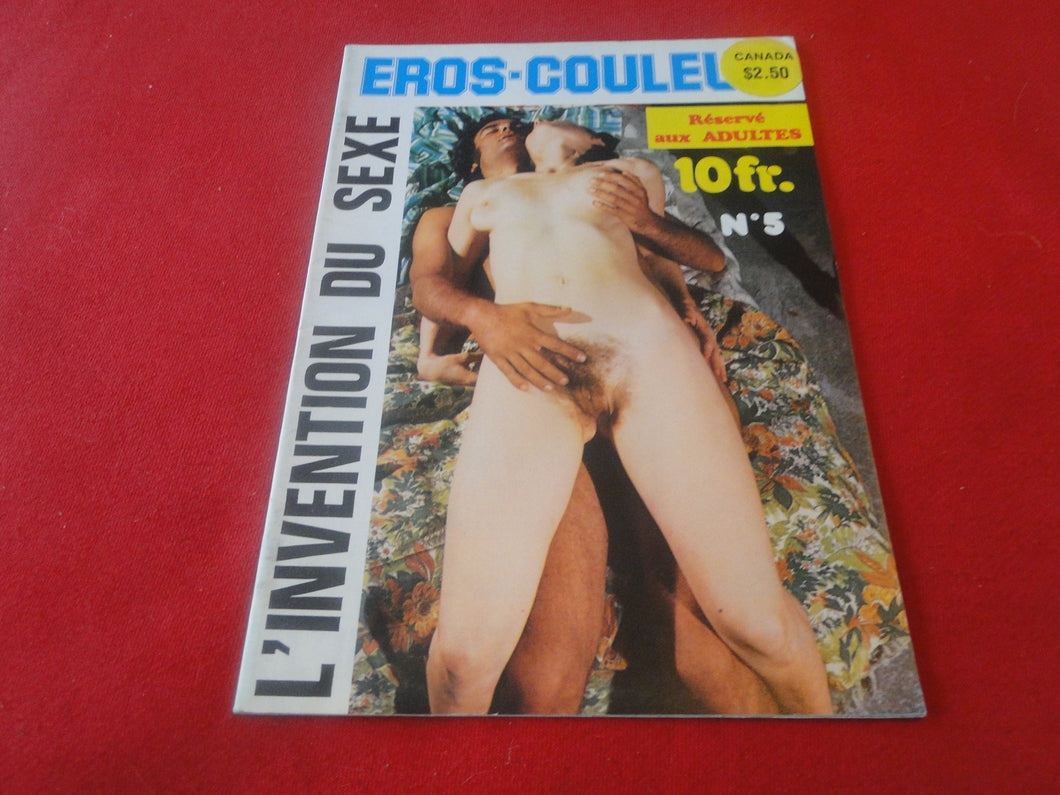 EROS-COULEU
CANADA
$2.50
Réservé
aux ADULTES
10fr.
N°5
L'INVENTION DU SEXE